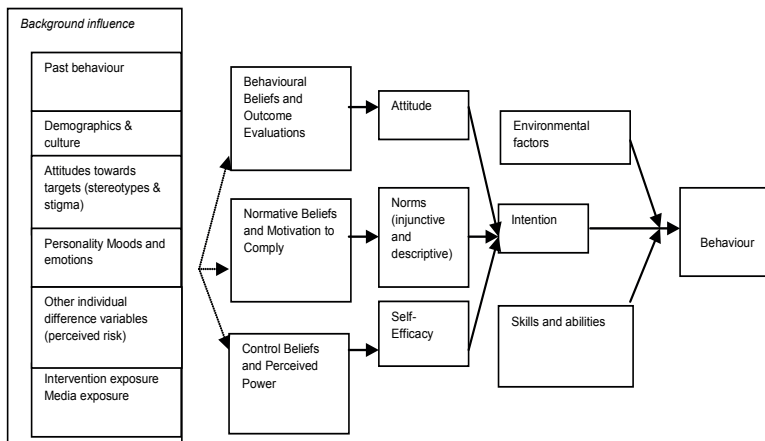 Background influence
Past behaviour
Demographics &
culture
Attitudes towards
targets (stereotypes &
stigma)
Personality Moods and
emotions
Other individual
difference variables
(perceived risk)
Intervention exposure
Media exposure
Behavioural
Beliefs and
Outcome
Evaluations
Normative Beliefs
and Motivation to
Comply
Control Beliefs
and Perceived
Power
Attitude
Norms
(injunctive
and
descriptive)
Self-
Efficacy
Environmental
factors
Intention
Skills and abilities
Behaviour